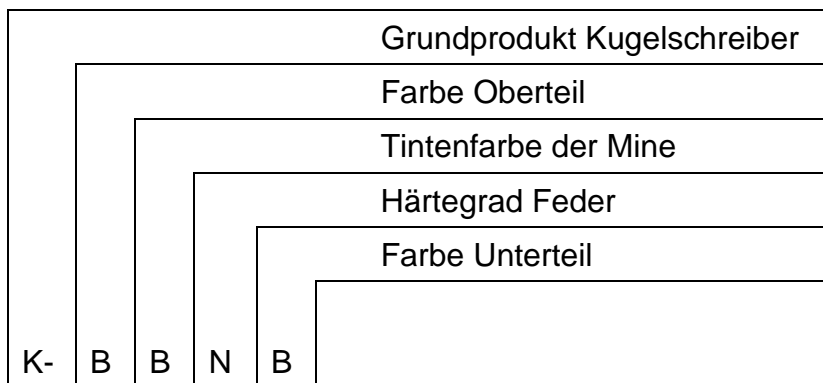 Grundprodukt Kugelschreiber
Farbe Oberteil
Tintenfarbe der Mine
Härtegrad Feder
Farbe Unterteil
K- B B N B